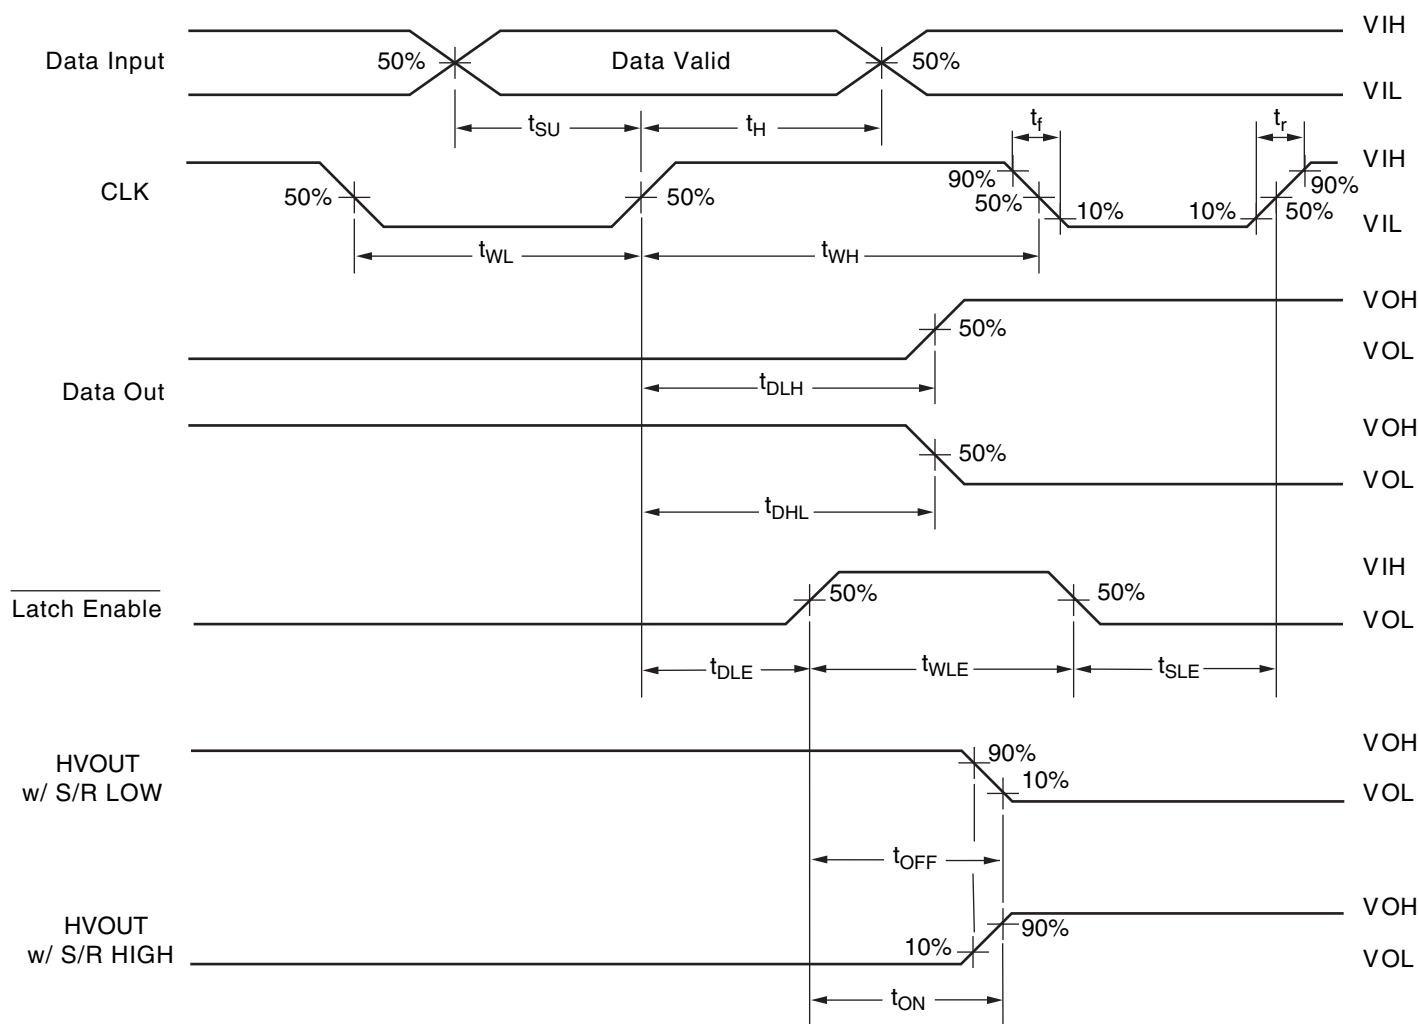 VIH
Data Input 50% Data Valid 50%
VIL
tSU tH tf tr
VIH
CLK 50% 50% 90% 50% 10% 10% 90% 50%
VIL
tWL tWH
VOH
50%
VOL
tDLH
Data Out
VOH
50%
VOL
tDHL
VIH
Latch Enable 50% 50%
VOL
tDLE tWLE tSLE
VOH
HVOUT 90%
w/ S/R LOW 10%
VOL
tOFF
VOH
HVOUT 90%
w/ S/R HIGH 10%
VOL
tON